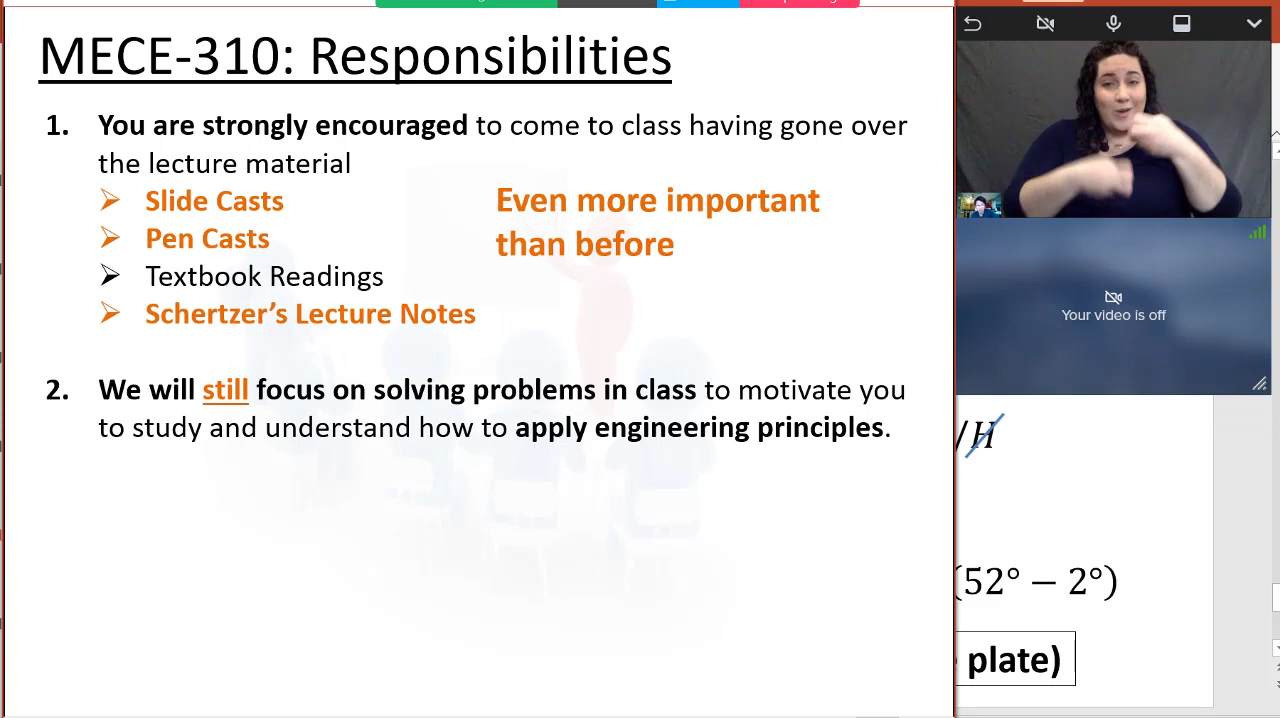 MECE-310: Responsibilities
1. You are strongly encouraged to come to class having gone over
the lecture material
Slide Casts
Pen Casts
Textbook Readings
Schertzer’s Lecture Notes
Even more important
than before
2. We will still focus on solving problems in class to motivate you
to study and understand how to apply engineering principles.
Your video is off
/H
(52° − 2°)
plate)